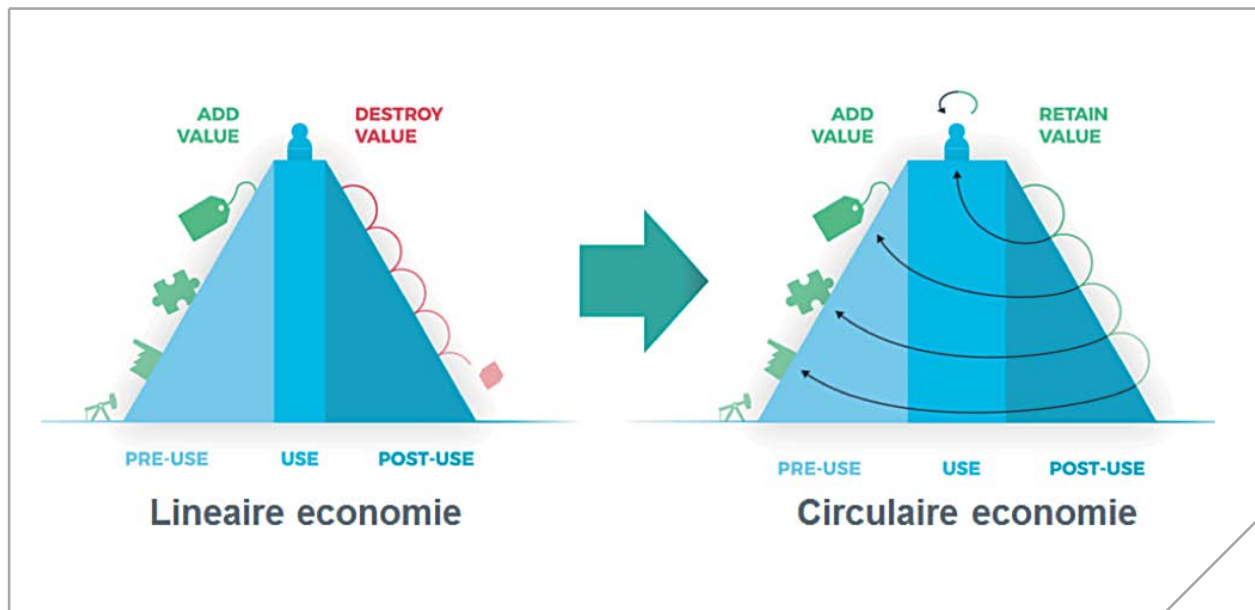 ADD
VALUE
DESTROY
VALUE
PRE-USE
USE
POST-USE
Lineaire economie
ADD
VALUE
RETAIN
VALUE
PRE-USE
USE
POST-USE
Circulaire economie